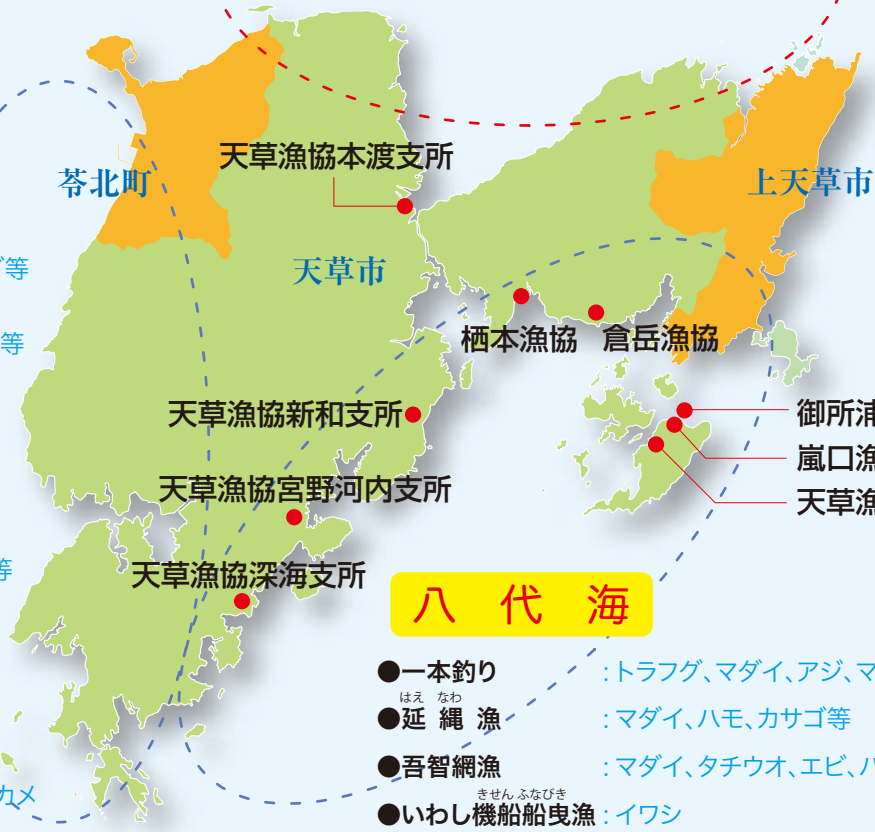 天草漁協本渡支所
苓北町
上天草市
天草市
等
等
栖本漁協
倉岳漁協
天草漁協新和支所
御所浦
嵐口漁
天草漁
天草漁協宮野河内支所
天草漁協深海支所
等
八代海
●一本釣り:トラフグ、マダイ、アジ、マ
はえ なわ
●延縄漁:マダイ、ハモ、カサゴ等
●吾智網漁:マダイ、タチウオ、エビ、ハ
きせんふなびき
●いわし機船船曳漁:イワシ
カメ